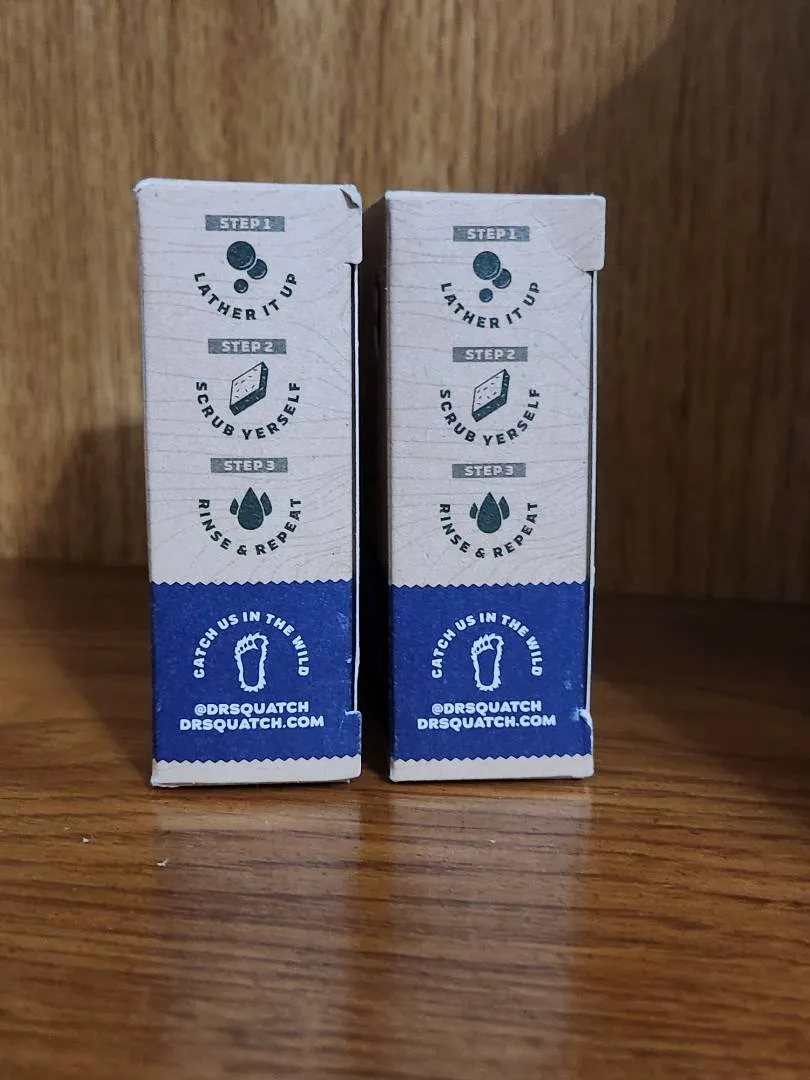 STEP 1
LATHER IT UP
STEP 2
SCRUB YERSELF
STEP 3
RINSE & REPEAT
CATCH US IN THE WILD
@DRSQUATCH
DRSQUATCH.COM
STEP 1
LATHER IT UP
STEP 2
SCRUB YERSELF
STEP 3
RINSE & REPEAT
CATCH US IN THE WILD
@DRSQUATCH
DRSQUATCH.COM